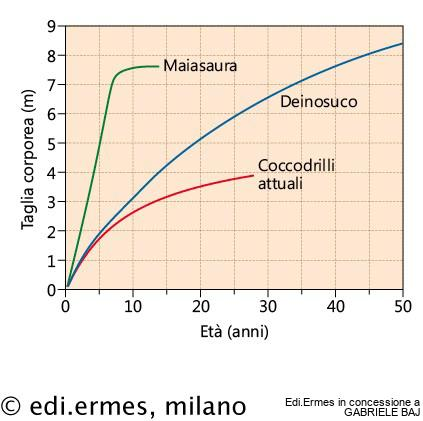 9
8
7
6
5
4
3
2
1
0
Taglia corporea (m)
Maiasaura
Deinosuco
Coccodrilli
attuali
0 10 20 30 40 50
Età (anni)
© edi.ermes, milano
Edi.Ermes in concessione a
GABRIELE BAJ